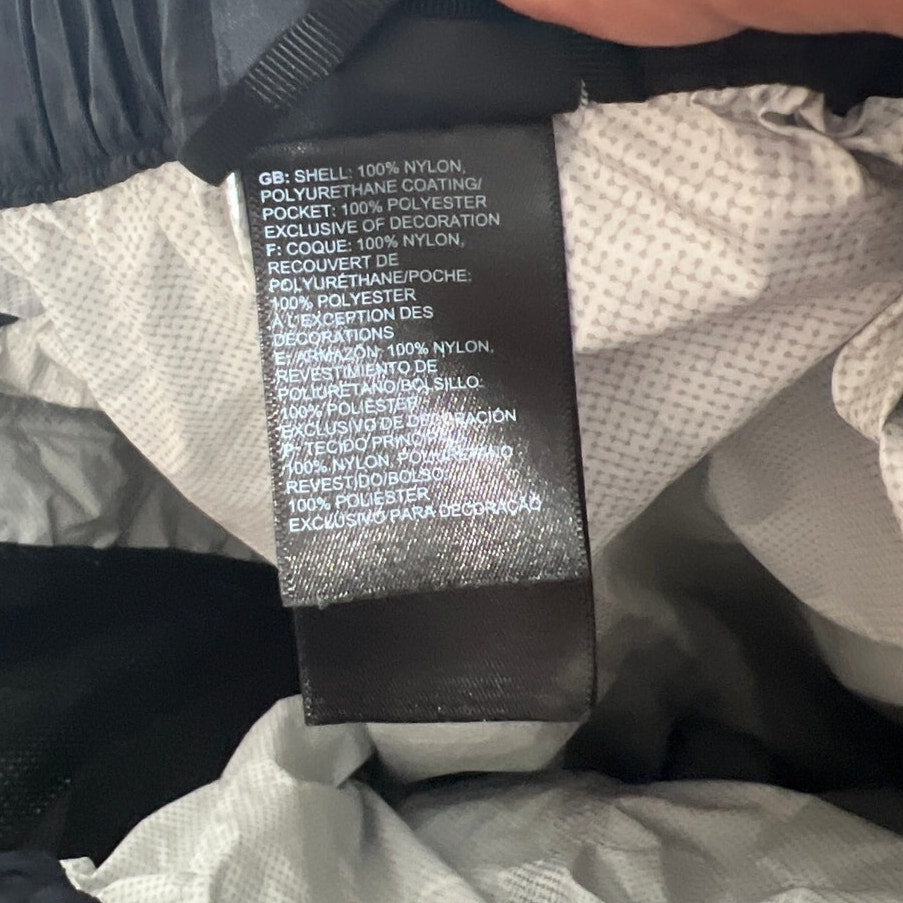 GB: SHELL: 100% NYLON,
POLYURETHANE COATING/
POCKET: 100% POLYESTER
EXCLUSIVE OF DECORATION
F: COQUE: 100% NYLON,
RECOUVERT DE
POLYURÉTHANE/POCHE:
100% POLYESTER
À L'EXCEPTION DES
DÉCORATIONS
E: ARMAZÓN: 100% NYLON,
REVESTIMIENTO DE
POLIURETANO/BOLSILLO:
100% POLIÉSTER
EXCLUSIVO DE DECORACIÓN
P: TECIDO PRINCIPAL:
100% NYLON, POLIURETANO
REVESTIDO/BOLSO:
100% POLIÉSTER
EXCLUSIVO PARA DECORAÇÃO